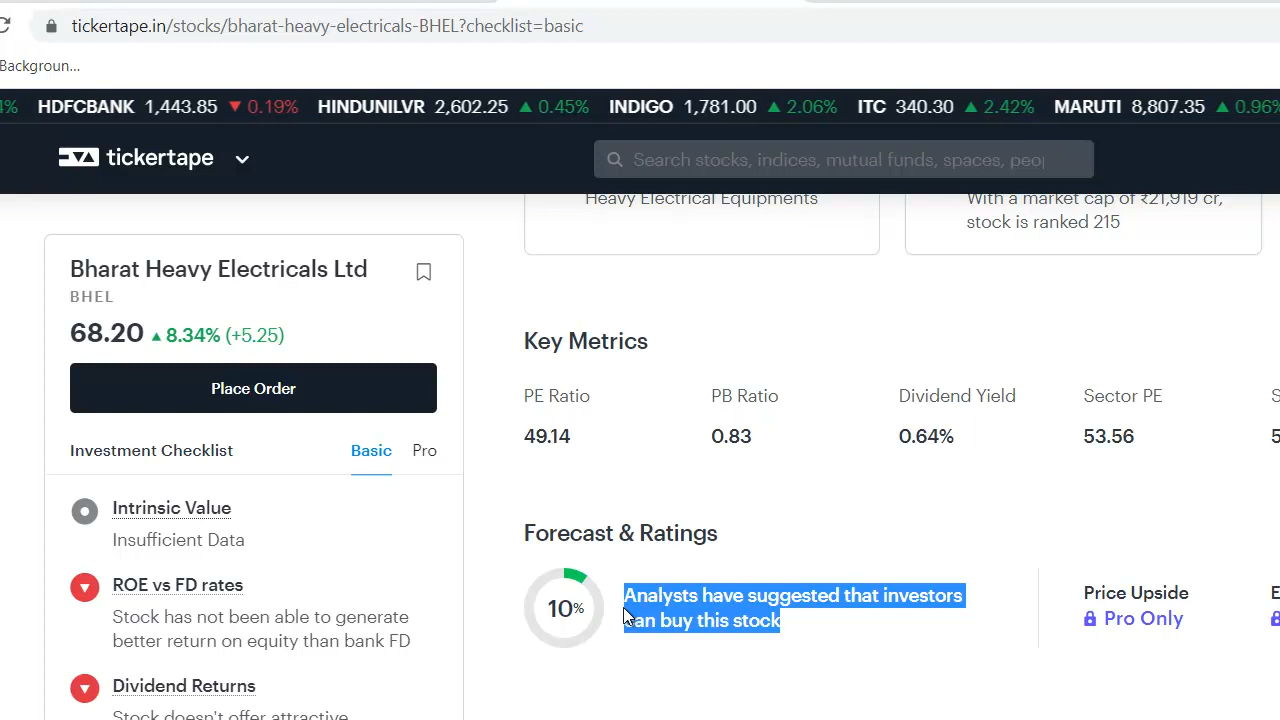 tickertape.in/stocks/bharat-heavy-electricals-BHEL?checklist=basic
Backgroun...
4% HDFCBANK 1,443.85 ▼ 0.19% HINDUNILVR 2,602.25 ▲ 0.45% INDIGO 1,781.00 ▲ 2.06% ITC 340.30 ▲ 2.42% MARUTI 8,807.35 ▲ 0.96%
tickertape
Search stocks, indices, mutual funds, spaces, peo
Heavy Electrical Equipments
With a market cap of ₹21,919 cr,
stock is ranked 215
Bharat Heavy Electricals Ltd
BHEL
68.20 ▲ 8.34% (+5.25)
Place Order
Investment Checklist Basic Pro
Intrinsic Value
Insufficient Data
ROE vs FD rates
Stock has not been able to generate
better return on equity than bank FD
Dividend Returns
Stock doesn't offer attractive
Key Metrics
PE Ratio PB Ratio Dividend Yield Sector PE S
49.14 0.83 0.64% 53.56 5
Forecast & Ratings
10%
Analysts have suggested that investors
can buy this stock
Price Upside E
Pro Only